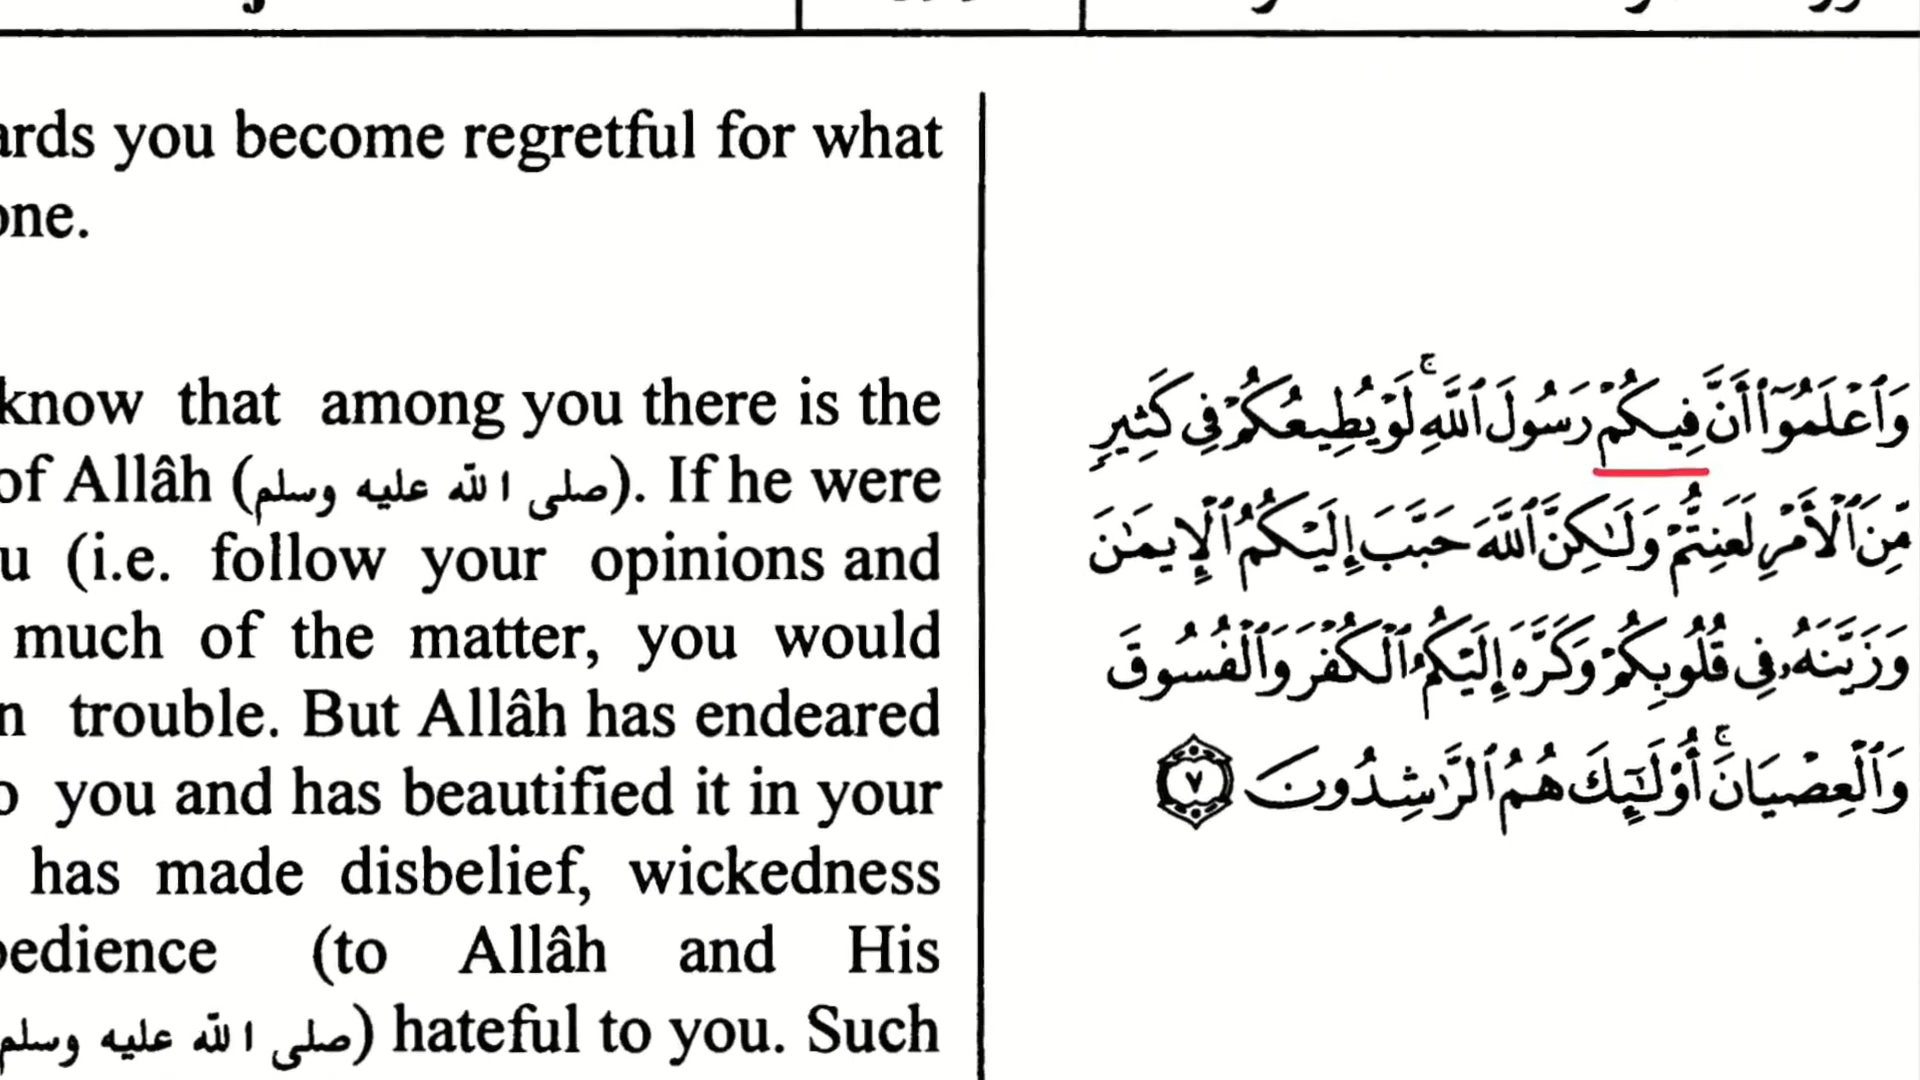 you become regretful for what
know that among you there is the
of Allâh (صلى الله عليه وسلم). If he were
(i.e. follow your opinions and
much of the matter, you would
trouble. But Allâh has endeared
you and has beautified it in your
has made disbelief, wickedness
(to Allâh and His
(صلى الله عليه وسلم) hateful to you. Such
وَٱعْلَمُوٓا۟ أَنَّ فِيكُمْ رَسُولَ ٱللَّهِ ۚ لَوْ يُطِيعُكُمْ فِى كَثِيرٍ
مِّنَ ٱلْأَمْرِ لَعَنِتُّمْ وَلَـٰكِنَّ ٱللَّهَ حَبَّبَ إِلَيْكُمُ ٱلْإِيمَـٰنَ
وَزَيَّنَهُۥ فِى قُلُوبِكُمْ وَكَرَّهَ إِلَيْكُمُ ٱلْكُفْرَ وَٱلْفُسُوقَ
وَٱلْعِصْيَانَ ۚ أُو۟لَـٰٓئِكَ هُمُ ٱلرَّٰشِدُونَ ٧